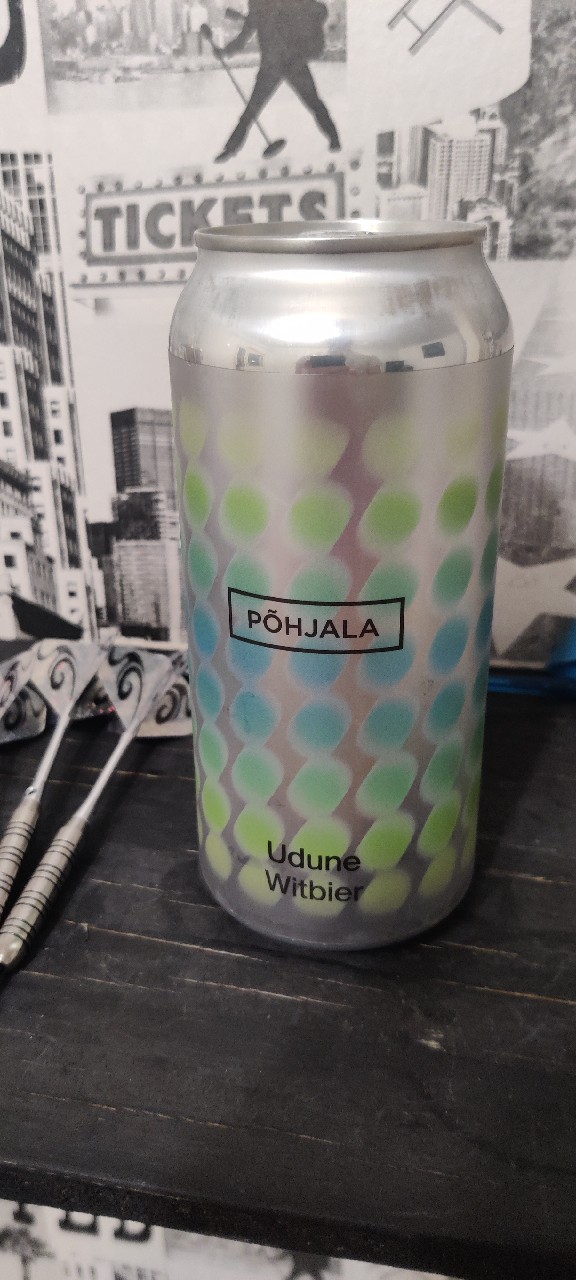 TICKETS
PÕHJALA
Udune
Witbier